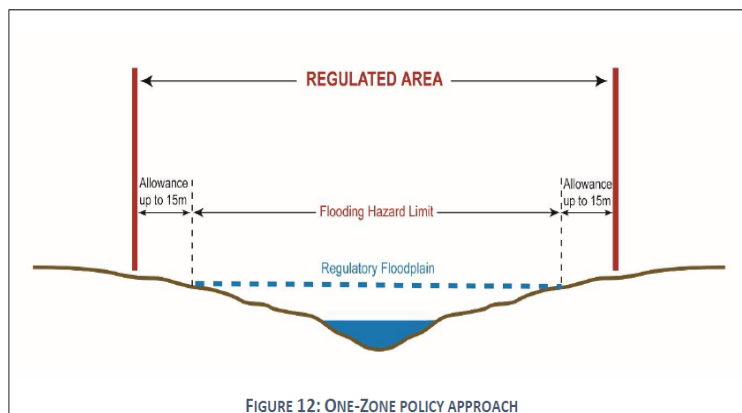 REGULATED AREA
Allowance
up to 15m
Allowance
up to 15m
Flooding Hazard Limit
Regulatory Floodplain
FIGURE 12: ONE-ZONE POLICY APPROACH